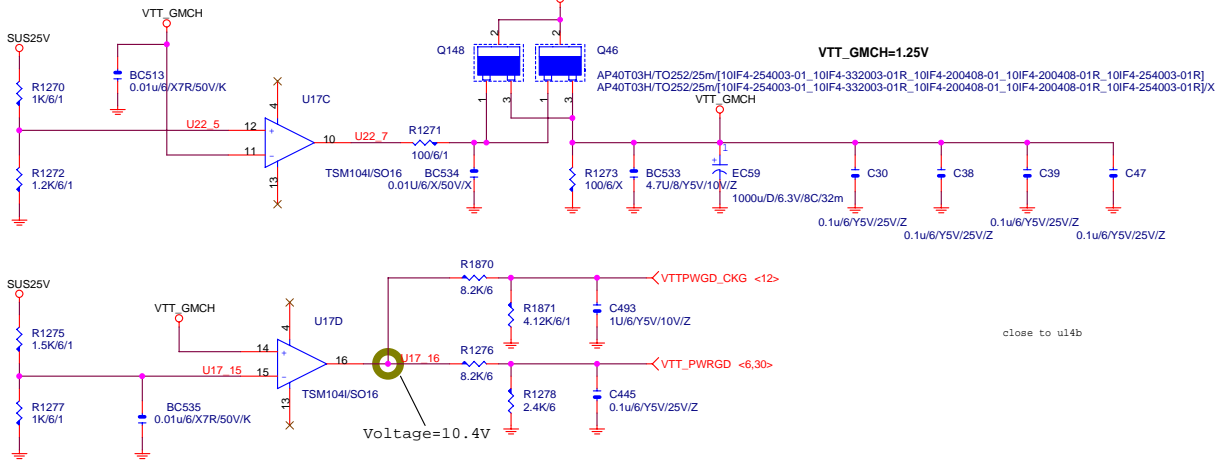 VTT_GMCH
SUS25V
R1270
1K/6/1
BC513
0.01u/6/X7R/50V/K
R1272
1.2K/6/1
U22_5
12
11
4
13
+
−
U17C
10
U22_7
TSM104I/SO16
R1271
100/6/1
BC534
0.01U/6/X/50V/X
Q148
2
1
3
Q46
2
1
3
VTT_GMCH=1.25V
AP40T03H/TO252/25m/[10IF4-254003-01_10IF4-332003-01R_10IF4-200408-01_10IF4-200408-01R_10IF4-254003-01R]
AP40T03H/TO252/25m/[10IF4-254003-01_10IF4-332003-01R_10IF4-200408-01_10IF4-200408-01R_10IF4-254003-01R]/X
VTT_GMCH
R1273
100/6/X
BC533
4.7U/8/Y5V/10V/Z
1
+
EC59
1000u/D/6.3V/8C/32m
C30
0.1u/6/Y5V/25V/Z
C38
0.1u/6/Y5V/25V/Z
C39
0.1u/6/Y5V/25V/Z
C47
0.1u/6/Y5V/25V/Z
SUS25V
R1275
1.5K/6/1
R1277
1K/6/1
VTT_GMCH
U17_15
BC535
0.01u/6/X7R/50V/K
14
15
4
13
+
−
U17D
16
TSM104I/SO16
U17_16
Voltage=10.4V
R1870
8.2K/6
R1871
4.12K/6/1
C493
1U/6/Y5V/10V/Z
VTTPWGD_CKG <12>
R1276
8.2K/6
R1278
2.4K/6
C445
0.1u/6/Y5V/25V/Z
VTT_PWRGD <6,30>
close to u14b